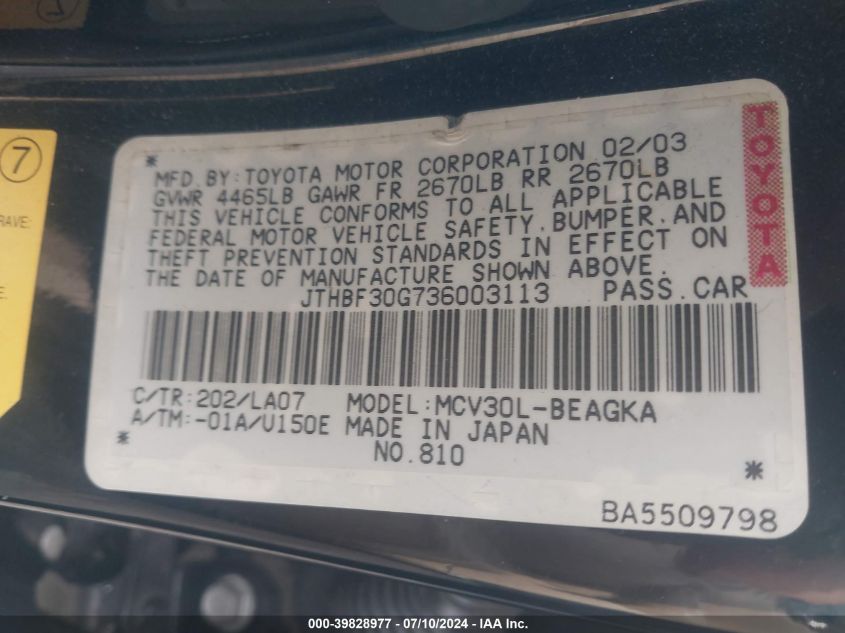 7
RAVE:
E.
TOYOTA
MFD. BY: TOYOTA MOTOR CORPORATION 02/03
GVWR 4465LB GAWR FR 2670LB RR 2670LB
THIS VEHICLE CONFORMS TO ALL APPLICABLE
FEDERAL MOTOR VEHICLE SAFETY, BUMPER, AND
THEFT PREVENTION STANDARDS IN EFFECT ON
THE DATE OF MANUFACTURE SHOWN ABOVE.
JTHBF30G736003113 PASS. CAR
C/TR: 202/LA07 MODEL: MCV30L-BEAGKA
A/TM: -01A/U150E MADE IN JAPAN
NO. 810
BA5509798
000-39828977 - 07/10/2024 - IAAI, Inc.